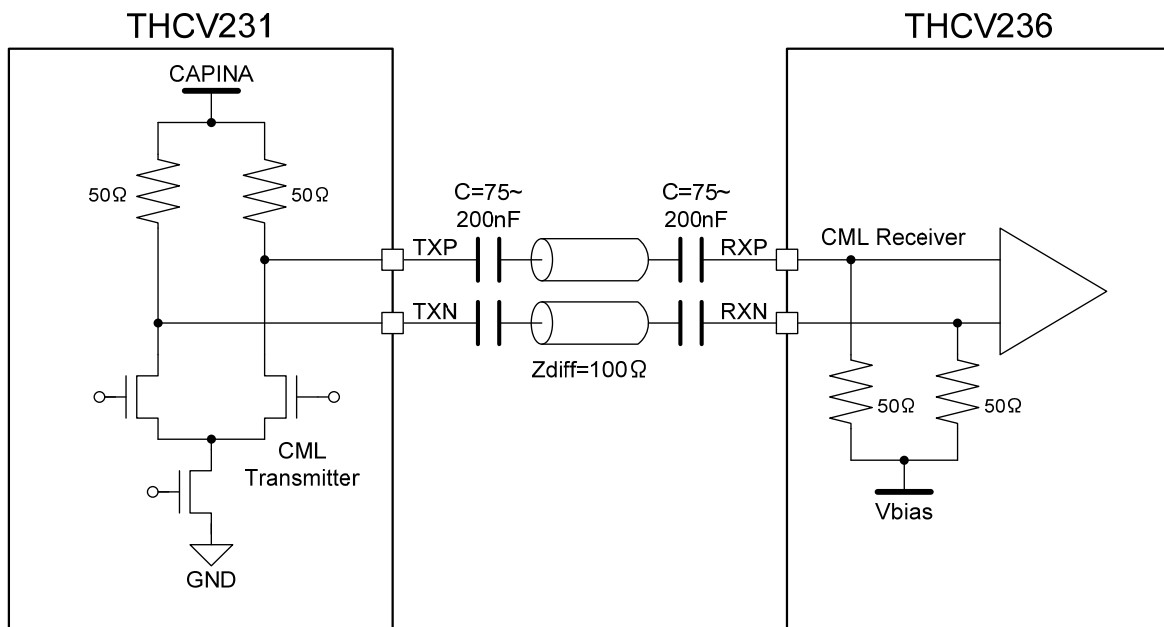 THCV231
THCV236
CAPINA
50Ω
50Ω
C=75~
200nF
C=75~
200nF
TXP
RXP
CML Receiver
TXN
RXN
Zdiff=100Ω
50Ω
50Ω
CML
Transmitter
Vbias
GND